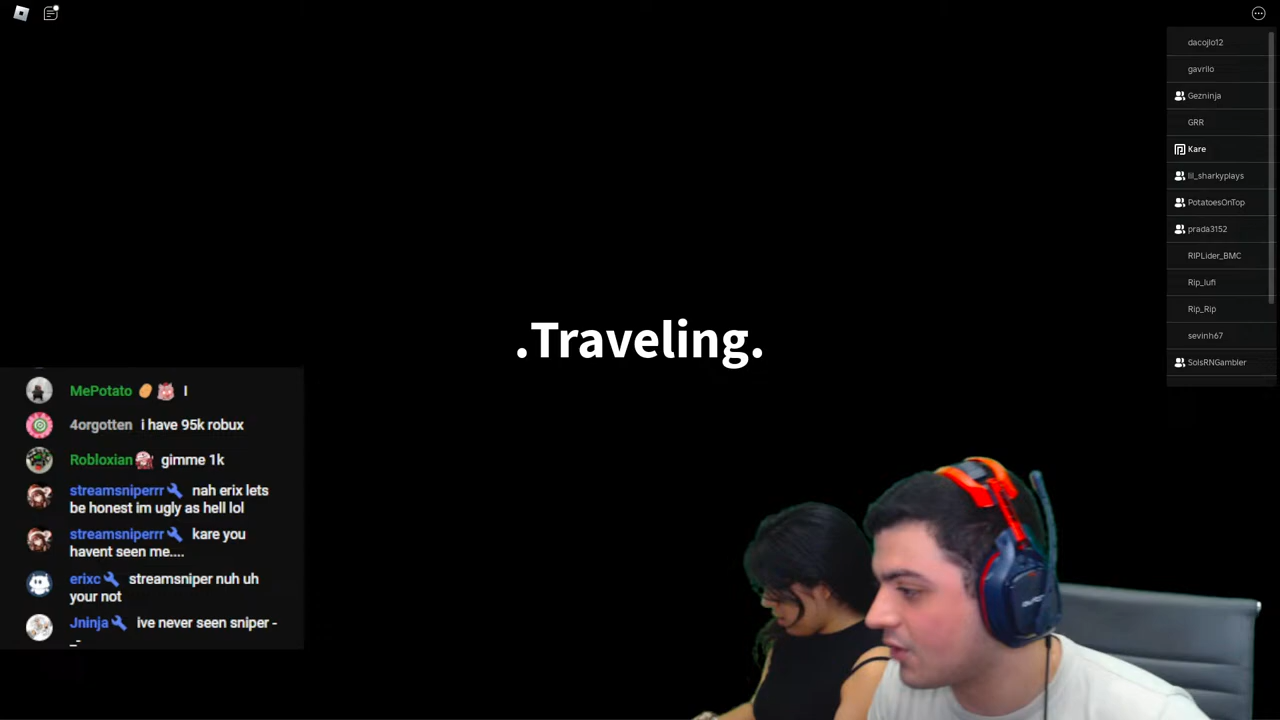 dacojlo12
gavrilo
Gezninja
GRR
Kare
lil_sharkyplays
PotatoesOnTop
prada3152
RIPLider_BMC
Rip_lufi
Rip_Rip
sevinh67
SolsRNGambler
.Traveling.
MePotato I
4orgotten i have 95k robux
Robloxian gimme 1k
streamsniperrr nah erix lets
be honest im ugly as hell lol
streamsniperrr kare you
havent seen me....
erixc streamsniper nuh uh
your not
Jninja ive never seen sniper -
_-